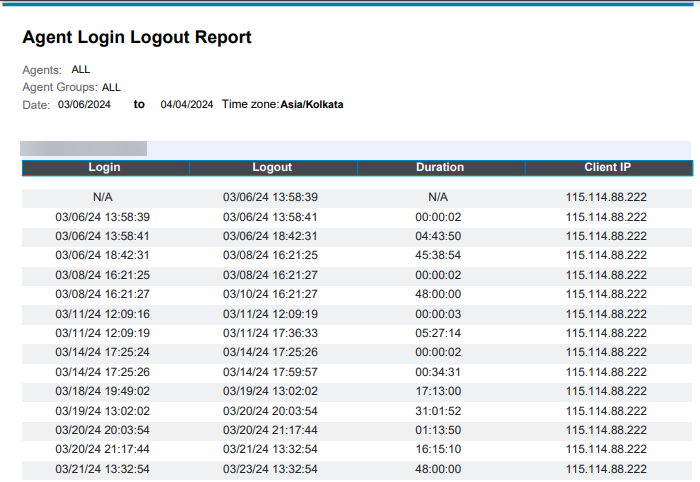 Agent Login Logout Report
Agents: ALL
Agent Groups: ALL
Date: 03/06/2024 to 04/04/2024 Time zone:Asia/Kolkata
Login Logout Duration Client IP
N/A 03/06/24 13:58:39 N/A 115.114.88.222
03/06/24 13:58:39 03/06/24 13:58:41 00:00:02 115.114.88.222
03/06/24 13:58:41 03/06/24 18:42:31 04:43:50 115.114.88.222
03/06/24 18:42:31 03/08/24 16:21:25 45:38:54 115.114.88.222
03/08/24 16:21:25 03/08/24 16:21:27 00:00:02 115.114.88.222
03/08/24 16:21:27 03/10/24 16:21:27 48:00:00 115.114.88.222
03/11/24 12:09:16 03/11/24 12:09:19 00:00:03 115.114.88.222
03/11/24 12:09:19 03/11/24 17:36:33 05:27:14 115.114.88.222
03/14/24 17:25:24 03/14/24 17:25:26 00:00:02 115.114.88.222
03/14/24 17:25:26 03/14/24 17:59:57 00:34:31 115.114.88.222
03/18/24 19:49:02 03/19/24 13:02:02 17:13:00 115.114.88.222
03/19/24 13:02:02 03/20/24 20:03:54 31:01:52 115.114.88.222
03/20/24 20:03:54 03/20/24 21:17:44 01:13:50 115.114.88.222
03/20/24 21:17:44 03/21/24 13:32:54 16:15:10 115.114.88.222
03/21/24 13:32:54 03/23/24 13:32:54 48:00:00 115.114.88.222